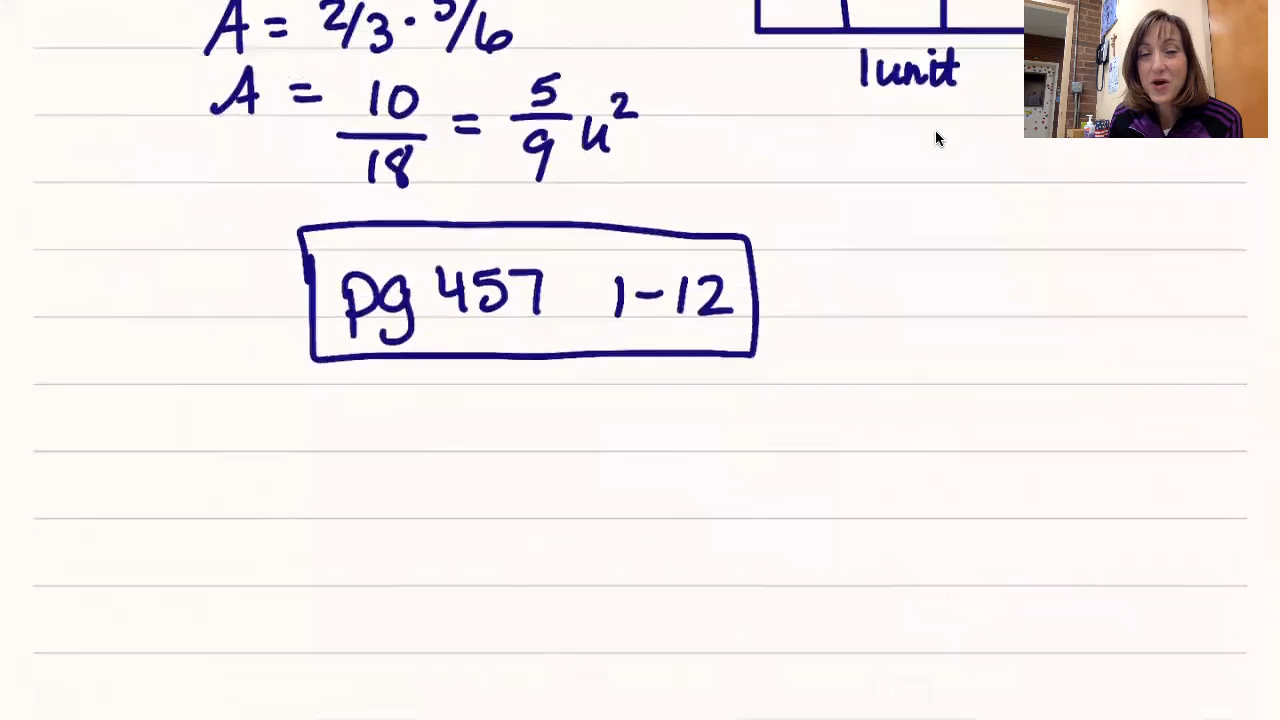 A = 2/3 · 5/6
1 unit
A = 10/18 = 5/9 u²
pg 457 1-12